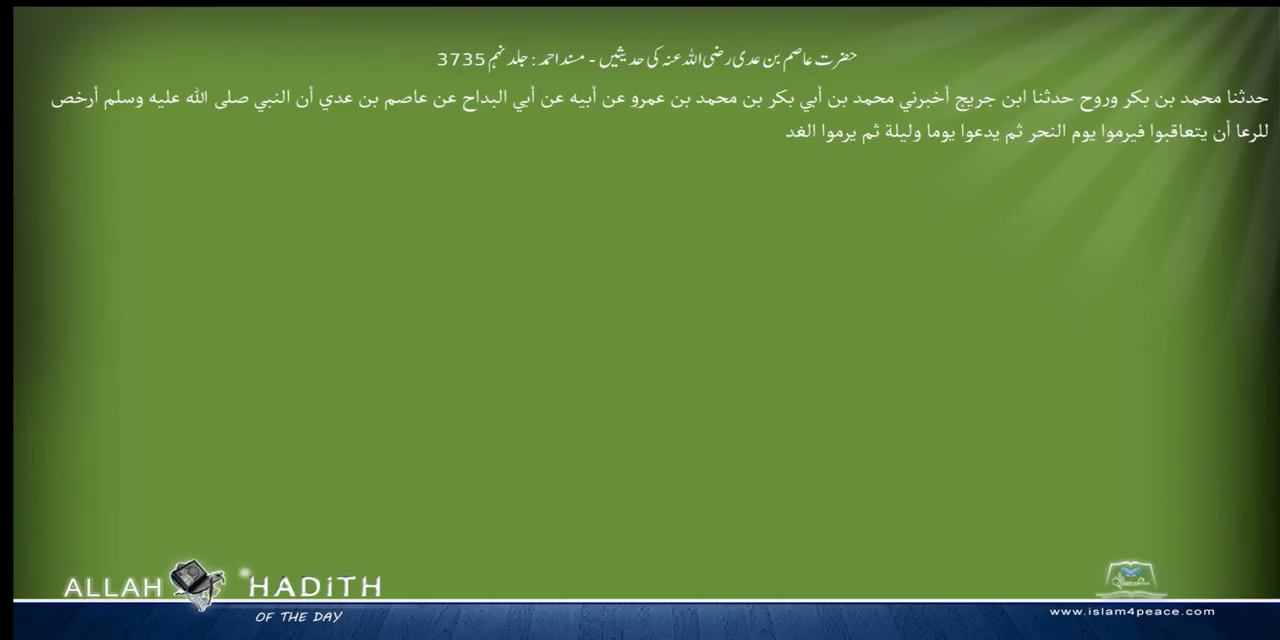 حضرت عاصم بن عدی رضی اللہ عنہ کی حدیثیں - مسند احمد : جلد نہم 3735
حدثنا محمد بن بكر وروح حدثنا ابن جريج أخبرني محمد بن أبي بكر بن محمد بن عمرو عن أبيه عن أبي البداح عن عاصم بن عدي أن النبي صلى الله عليه وسلم أرخص
للرعا أن يتعاقبوا فيرموا يوم النحر ثم يدعوا يوما وليلة ثم يرموا الغد
ALLAH HADITH
OF THE DAY
www.islam4peace.com